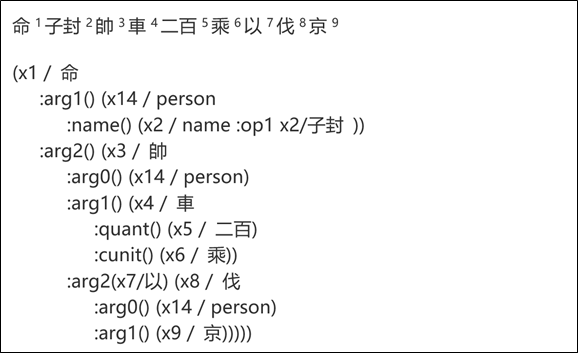 命 1 子封 2 帥 3 車 4 二百 5 乘 6 以 7 伐 8 京 9
(x1 / 命
:arg1() (x14 / person
:name() (x2 / name :op1 x2/子封 ))
:arg2() (x3 / 帥
:arg0() (x14 / person)
:arg1() (x4 / 車
:quant() (x5 / 二百)
:cunit() (x6 / 乘))
:arg2(x7/以) (x8 / 伐
:arg0() (x14 / person)
:arg1() (x9 / 京)))))